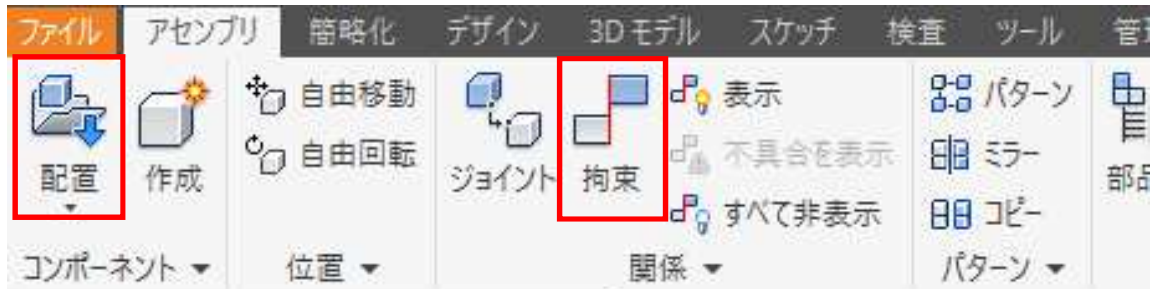 ファイル アセンブリ 簡略化 デザイン 3Dモデル スケッチ 検査 ツール
配置
作成
自由移動
自由回転
ジョイント
拘束
表示
不具合を表示
すべて非表示
パターン
ミラー
コピー
コンポーネント
位置
関係
パターン